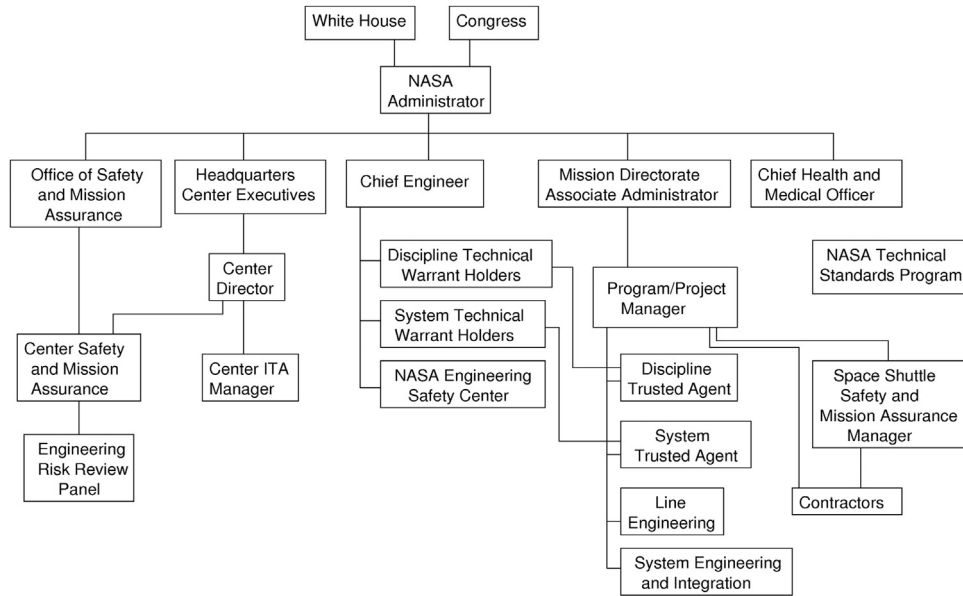 White House
Congress
NASA
Administrator
Office of Safety
and Mission
Assurance
Headquarters
Center Executives
Chief Engineer
Mission Directorate
Associate Administrator
Chief Health and
Medical Officer
Discipline Technical
Warrant Holders
NASA Technical
Standards Program
Center
Director
Program/Project
Manager
System Technical
Warrant Holders
Center Safety
and Mission
Assurance
Center ITA
Manager
NASA Engineering
Safety Center
Discipline
Trusted Agent
Space Shuttle
Safety and
Mission Assurance
Manager
Engineering
Risk Review
Panel
System
Trusted Agent
Line
Engineering
Contractors
System Engineering
and Integration